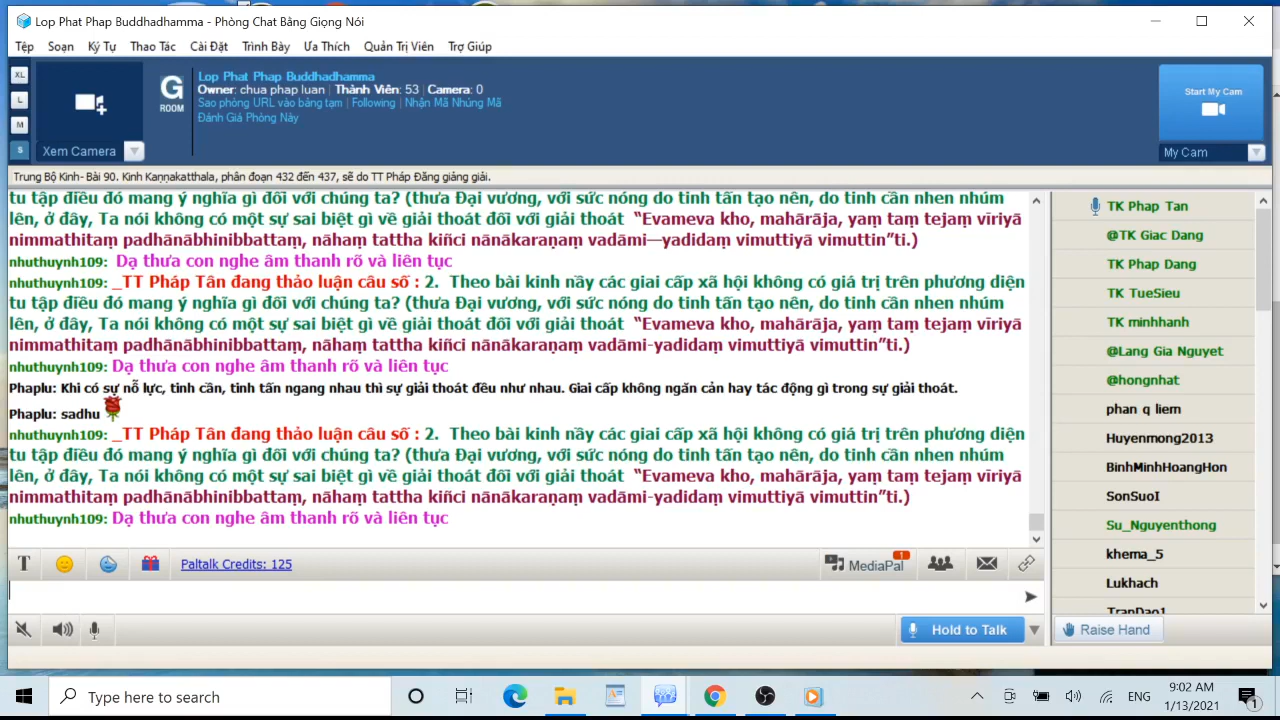 Lop Phat Phap Buddhadhamma - Phòng Chat Bằng Giọng Nói
Tệp Soạn Ký Tự Thao Tác Cài Đặt Trình Bày Ưa Thích Quản Trị Viên Trợ Giúp
XL
L
M
S
Xem Camera
G
ROOM
Lop Phat Phap Buddhadhamma
Owner: chua phap luan | Thành Viên: 53 | Camera: 0
Sao phòng URL vào bảng tạm | Following | Nhận Mã Nhúng Mã
Đánh Giá Phòng Này
Start My Cam
My Cam
Trung Bộ Kinh- Bài 90. Kinh Kaṇṇakatthala, phân đoạn 432 đến 437, sẽ do TT Pháp Đăng giảng giải.
tu tập điều đó mang ý nghĩa gì đối với chúng ta? (thưa Đại vương, với sức nóng do tinh tấn tạo nên, do tinh cần nhen nhúm
lên, ở đây, Ta nói không có một sự sai biệt gì về giải thoát đối với giải thoát “Evameva kho, mahārāja, yaṃ taṃ tejaṃ vīriyā
nimmathitaṃ padhānābhinibbattaṃ, nāhaṃ tattha kiñci nānākaraṇaṃ vadāmi—yadidaṃ vimuttiyā vimuttin”ti.)
nhuthuynh109: Dạ thưa con nghe âm thanh rõ và liên tục
nhuthuynh109: _TT Pháp Tân đang thảo luận câu số : 2. Theo bài kinh nầy các giai cấp xã hội không có giá trị trên phương diện
tu tập điều đó mang ý nghĩa gì đối với chúng ta? (thưa Đại vương, với sức nóng do tinh tấn tạo nên, do tinh cần nhen nhúm
lên, ở đây, Ta nói không có một sự sai biệt gì về giải thoát đối với giải thoát “Evameva kho, mahārāja, yaṃ taṃ tejaṃ vīriyā
nimmathitaṃ padhānābhinibbattaṃ, nāhaṃ tattha kiñci nānākaraṇaṃ vadāmi-yadidaṃ vimuttiyā vimuttin”ti.)
nhuthuynh109: Dạ thưa con nghe âm thanh rõ và liên tục
Phaplu: Khi có sự nỗ lực, tinh cần, tinh tấn ngang nhau thì sự giải thoát đều như nhau. Giai cấp không ngăn cản hay tác động gì trong sự giải thoát.
Phaplu: sadhu
nhuthuynh109: _TT Pháp Tân đang thảo luận câu số : 2. Theo bài kinh nầy các giai cấp xã hội không có giá trị trên phương diện
tu tập điều đó mang ý nghĩa gì đối với chúng ta? (thưa Đại vương, với sức nóng do tinh tấn tạo nên, do tinh cần nhen nhúm
lên, ở đây, Ta nói không có một sự sai biệt gì về giải thoát đối với giải thoát “Evameva kho, mahārāja, yaṃ taṃ tejaṃ vīriyā
nimmathitaṃ padhānābhinibbattaṃ, nāhaṃ tattha kiñci nānākaraṇaṃ vadāmi-yadidaṃ vimuttiyā vimuttin”ti.)
nhuthuynh109: Dạ thưa con nghe âm thanh rõ và liên tục
TK Phap Tan
@TK Giac Dang
TK Phap Dang
TK TueSieu
TK minhhanh
@Lang Gia Nguyet
@hongnhat
phan q liem
Huyenmong2013
BinhMinhHoangHon
SonSuoI
Su_Nguyenthong
khema_5
Lukhach
TranDao1
T
Paltalk Credits: 125
MediaPal 1
Hold to Talk
Raise Hand
Type here to search
ENG
9:02 AM
1/13/2021
1